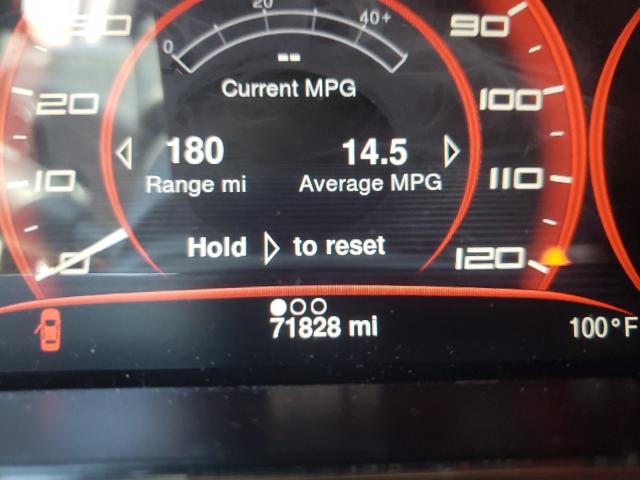 20
40+
0
--
Current MPG
90
20
100
180
14.5
Range mi
Average MPG
10
110
Hold ▷ to reset
0
120
71828 mi
100°F